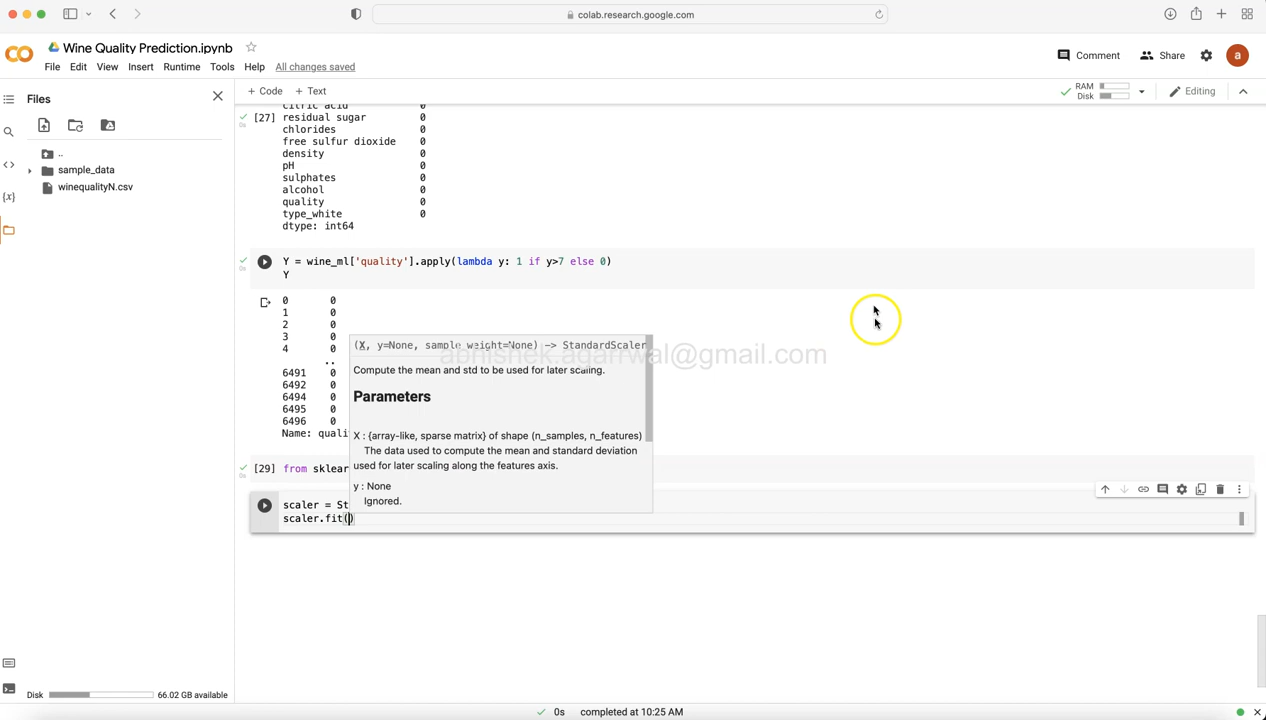 colab.research.google.com
Wine Quality Prediction.ipynb
File Edit View Insert Runtime Tools Help All changes saved
Comment Share a
Files
+ Code + Text
RAM
Disk
Editing
..
sample_data
winequalityN.csv
citric acid 0
[27] residual sugar 0
chlorides 0
free sulfur dioxide 0
density 0
pH 0
sulphates 0
alcohol 0
quality 0
type_white 0
dtype: int64
Y = wine_ml['quality'].apply(lambda y: 1 if y>7 else 0)
Y
0 0
1 0
2 0
3 0
4 0
..
6491 0
6492 0
6494 0
6495 0
6496 0
Name: quali
(X, y=None, sample_weight=None) -> StandardScaler
abhishek.agarrwal@gmail.com
Compute the mean and std to be used for later scaling.
Parameters
X : {array-like, sparse matrix} of shape (n_samples, n_features)
The data used to compute the mean and standard deviation
used for later scaling along the features axis.
y : None
Ignored.
[29] from sklear
scaler = St
scaler.fit()
Disk 66.02 GB available
0s completed at 10:25 AM